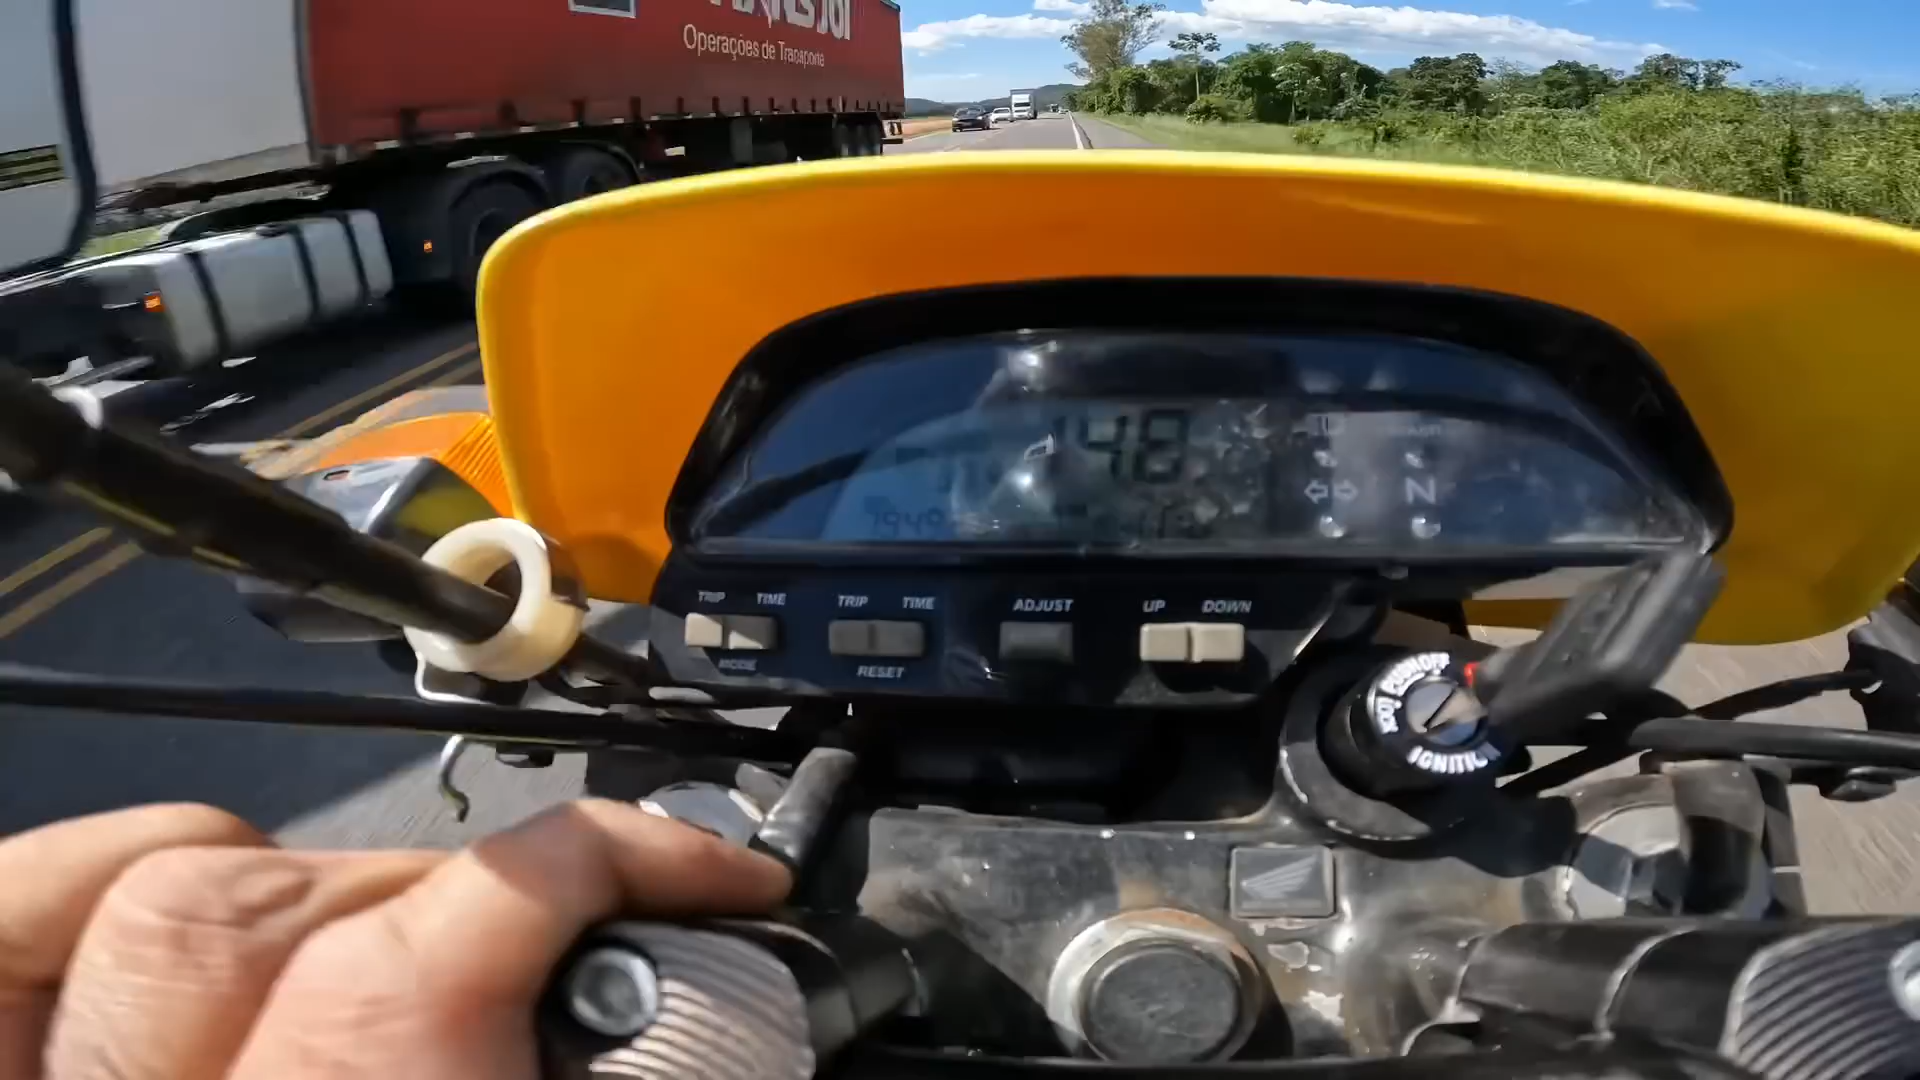 Operações de Transporte
148
N
TRIP TIME
MODE
TRIP TIME
RESET
ADJUST
UP DOWN
PUSH OFF
LOCK
IGNITION